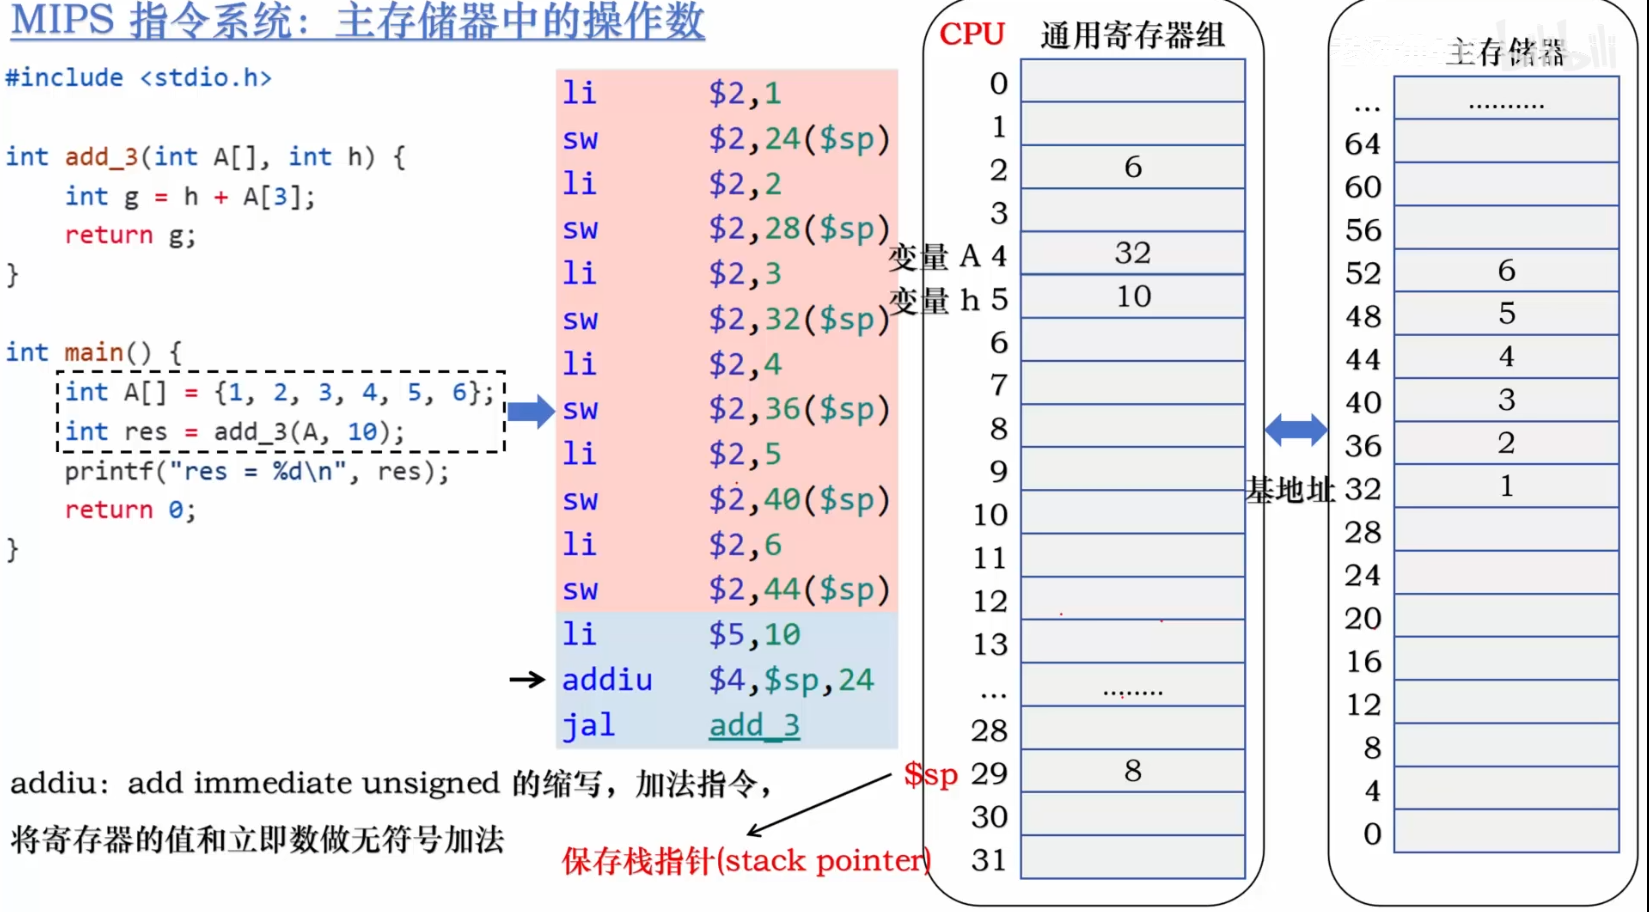 MIPS 指令系统：主存储器中的操作数
#include <stdio.h>
int add_3(int A[], int h) {
    int g = h + A[3];
    return g;
}
int main() {
    int A[] = {1, 2, 3, 4, 5, 6};
    int res = add_3(A, 10);
    printf("res = %d\n", res);
    return 0;
}
li $2,1
sw $2,24($sp)
li $2,2
sw $2,28($sp)
li $2,3
sw $2,32($sp)
li $2,4
sw $2,36($sp)
li $2,5
sw $2,40($sp)
li $2,6
sw $2,44($sp)
li $5,10
addiu $4,$sp,24
jal add_3
addiu：add immediate unsigned 的缩写，加法指令，
将寄存器的值和立即数做无符号加法
保存栈指针(stack pointer)
CPU 通用寄存器组
0
1
2 6
3
变量 A 4 32
变量 h 5 10
6
7
8
9
10
11
12
13
... ........
28
$sp 29 8
30
31
主存储器
... ..........
64
60
56
52 6
48 5
44 4
40 3
36 2
基地址 32 1
28
24
20
16
12
8
4
0